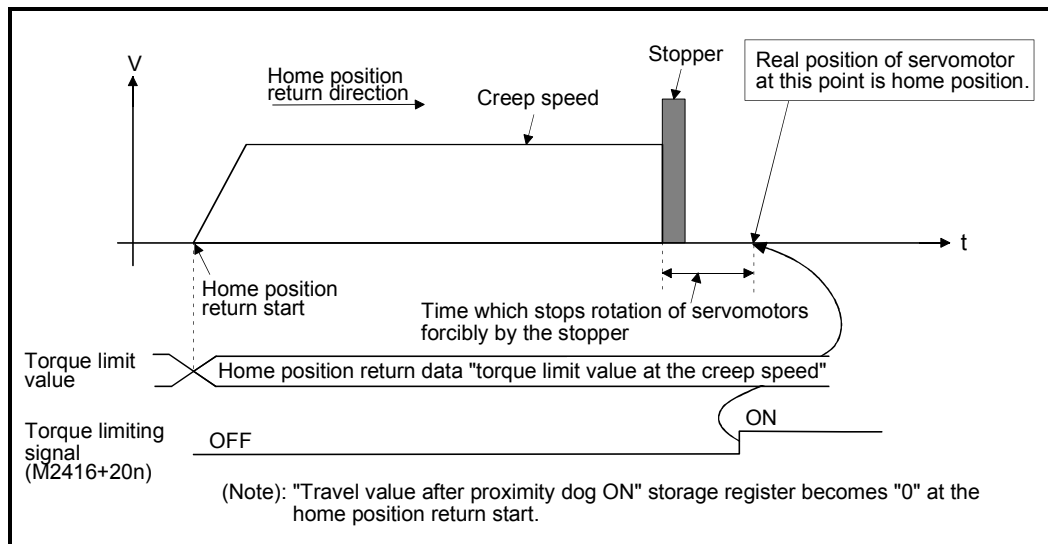 V
Home position
return direction
Creep speed
Stopper
Real position of servomotor
at this point is home position.
t
Home position
return start
Time which stops rotation of servomotors
forcibly by the stopper
Torque limit
value
Home position return data "torque limit value at the creep speed"
Torque limiting
signal
(M2416+20n)
OFF
ON
(Note): "Travel value after proximity dog ON" storage register becomes "0" at the
home position return start.